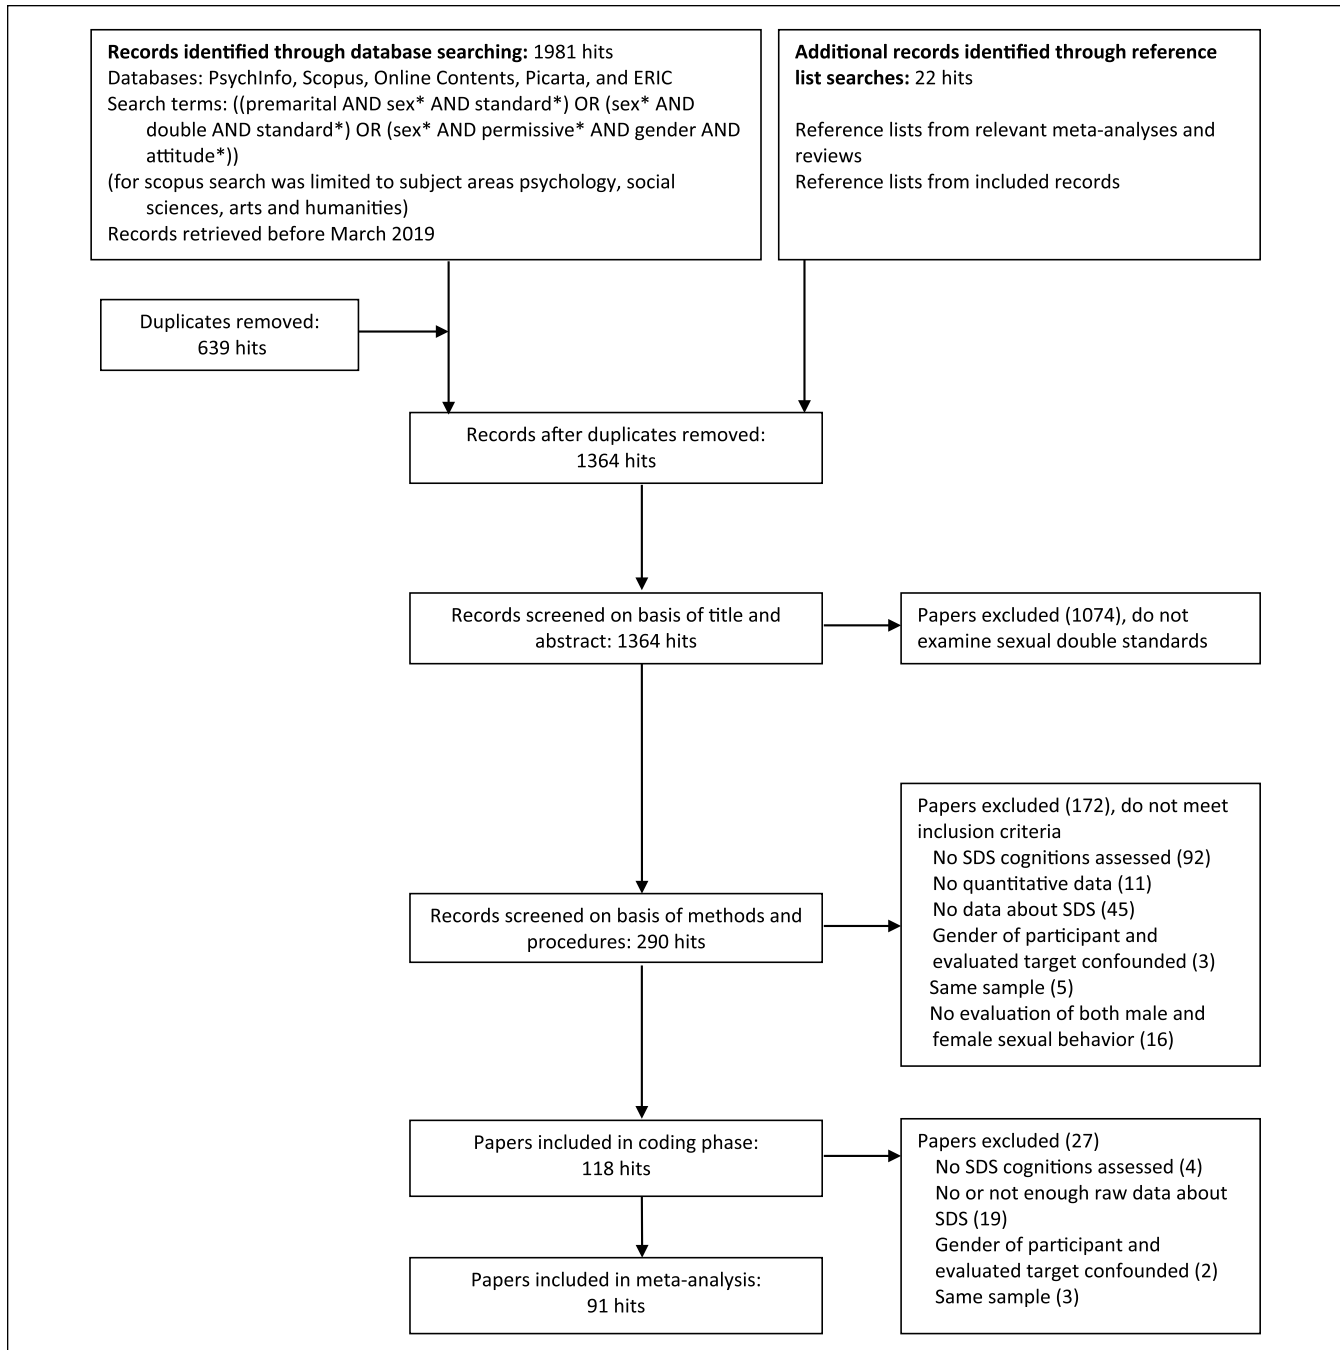 Records identified through database searching: 1981 hits
Databases: PsychInfo, Scopus, Online Contents, Picarta, and ERIC
Search terms: ((premarital AND sex* AND standard*) OR (sex* AND
double AND standard*) OR (sex* AND permissive* AND gender AND
attitude*))
(for scopus search was limited to subject areas psychology, social
sciences, arts and humanities)
Records retrieved before March 2019
Additional records identified through reference
list searches: 22 hits
Reference lists from relevant meta-analyses and
reviews
Reference lists from included records
Duplicates removed:
639 hits
Records after duplicates removed:
1364 hits
Records screened on basis of title and
abstract: 1364 hits
Papers excluded (1074), do not
examine sexual double standards
Records screened on basis of methods and
procedures: 290 hits
Papers excluded (172), do not meet
inclusion criteria
No SDS cognitions assessed (92)
No quantitative data (11)
No data about SDS (45)
Gender of participant and
evaluated target confounded (3)
Same sample (5)
No evaluation of both male and
female sexual behavior (16)
Papers included in coding phase:
118 hits
Papers excluded (27)
No SDS cognitions assessed (4)
No or not enough raw data about
SDS (19)
Gender of participant and
evaluated target confounded (2)
Same sample (3)
Papers included in meta-analysis:
91 hits